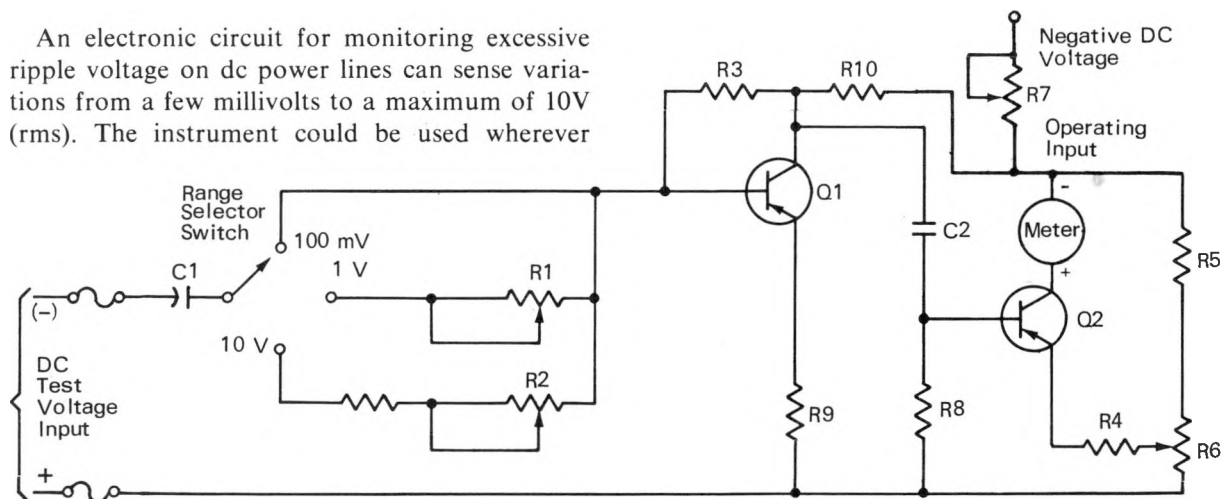 An electronic circuit for monitoring excessive
ripple voltage on dc power lines can sense varia-
tions from a few millivolts to a maximum of 10V
(rms). The instrument could be used wherever
Negative DC
Voltage
R3
R10
R7
Operating
Input
Range
Selector
Switch
Q1
-
Meter
+
100 mV
C2
R5
C1
1 V
R1
(-)
Q2
10 V
DC
Test
Voltage
Input
R2
R9
R8
R4
R6
+